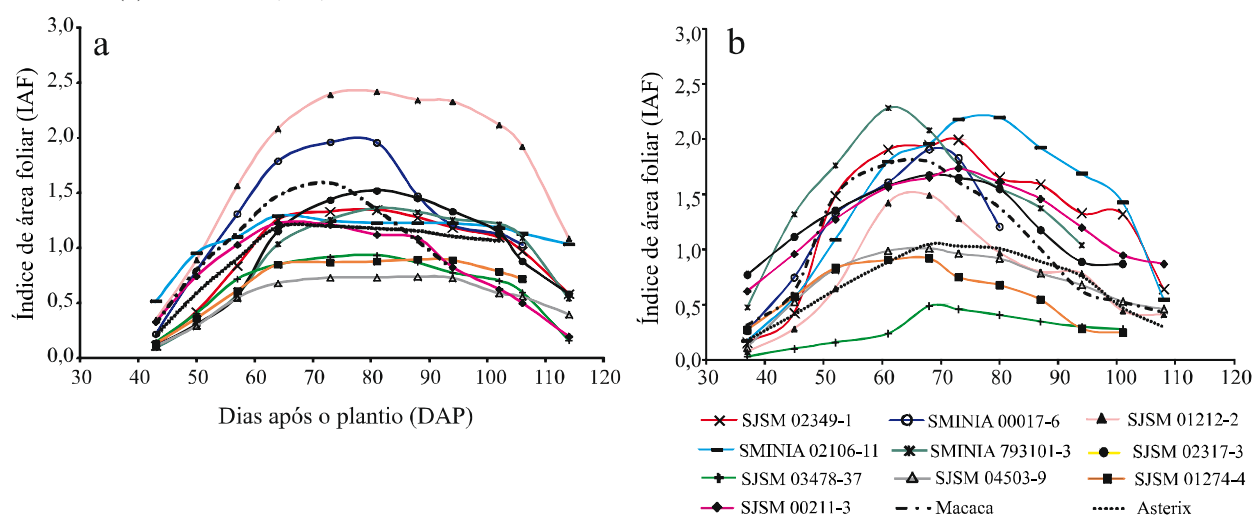 a
b
Índice de área foliar (IAF)
3,0
2,5
2,0
1,5
1,0
0,5
0,0
30 40 50 60 70 80 90 100 110 120
Dias após o plantio (DAP)
Índice de área foliar (IAF)
3,0
2,5
2,0
1,5
1,0
0,5
0,0
30 40 50 60 70 80 90 100 110 120
SJSM 02349-1 SMINIA 00017-6 SJSM 01212-2
SMINIA 02106-11 SMINIA 793101-3 SJSM 02317-3
SJSM 03478-37 SJSM 04503-9 SJSM 01274-4
SJSM 00211-3 Macaca Asterix